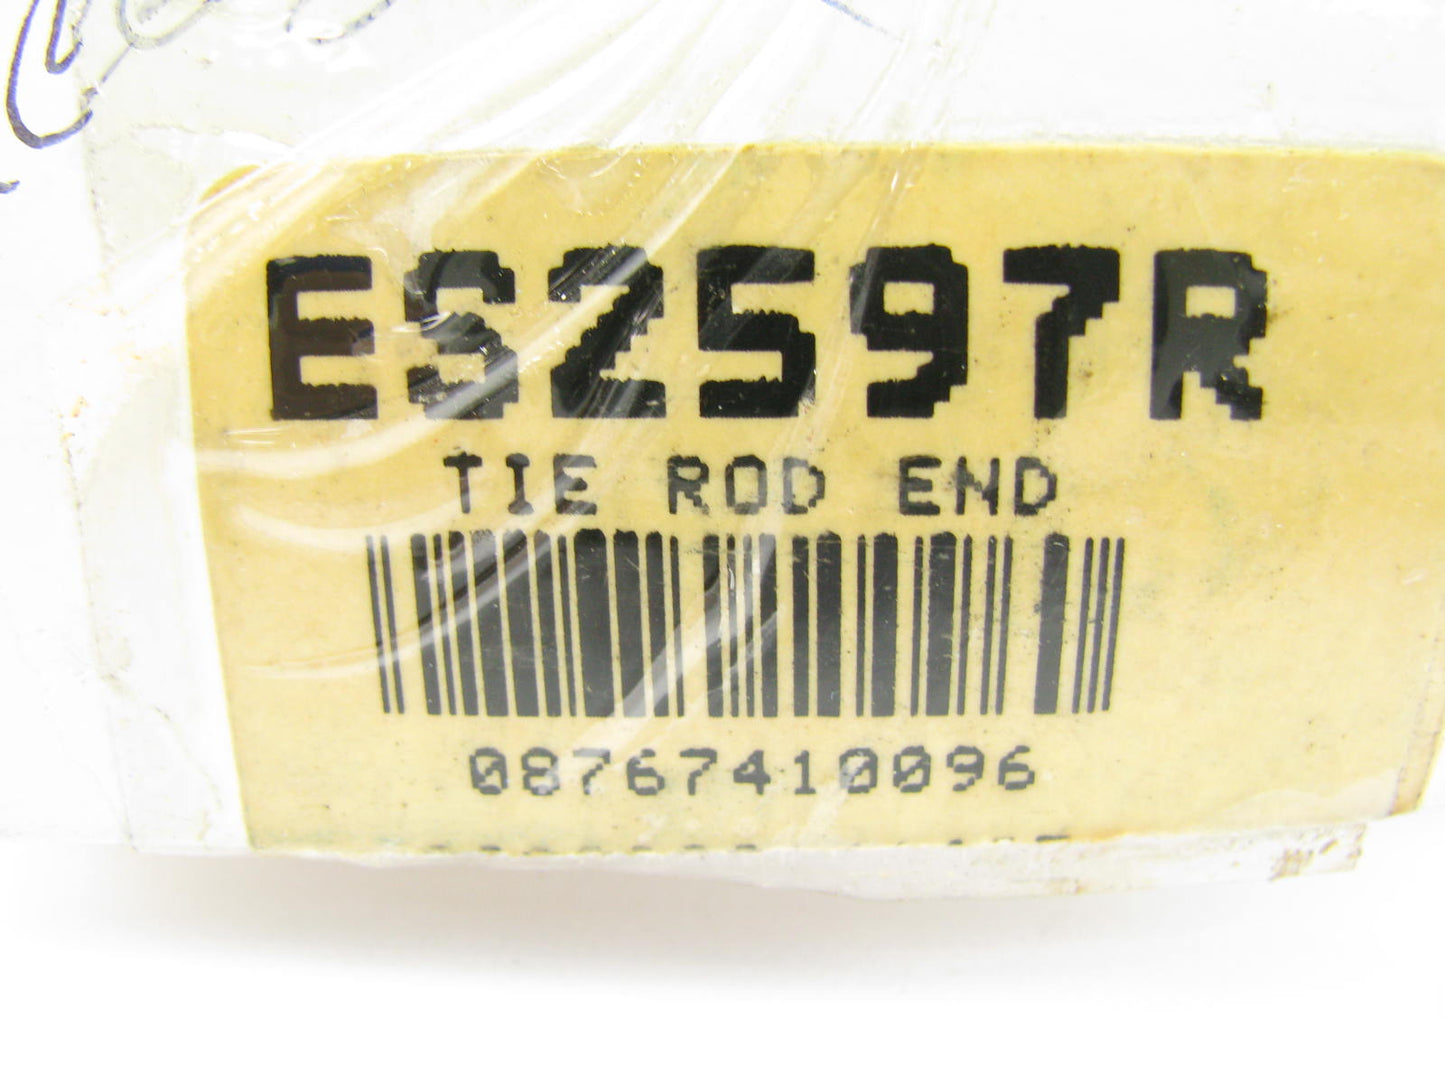 ES2597R
TIE ROD END
08767410096